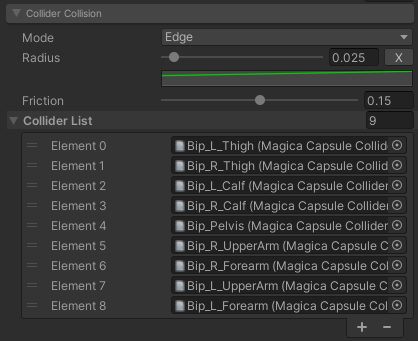 Collider Collision
Mode Edge
Radius 0.025 X
Friction 0.15
Collider List 9
Element 0 Bip_L_Thigh (Magica Capsule Collid
Element 1 Bip_R_Thigh (Magica Capsule Collid
Element 2 Bip_L_Calf (Magica Capsule Collider
Element 3 Bip_R_Calf (Magica Capsule Collider
Element 4 Bip_Pelvis (Magica Capsule Collider
Element 5 Bip_R_UpperArm (Magica Capsule C
Element 6 Bip_R_Forearm (Magica Capsule Col
Element 7 Bip_L_UpperArm (Magica Capsule C
Element 8 Bip_L_Forearm (Magica Capsule Col
+ −